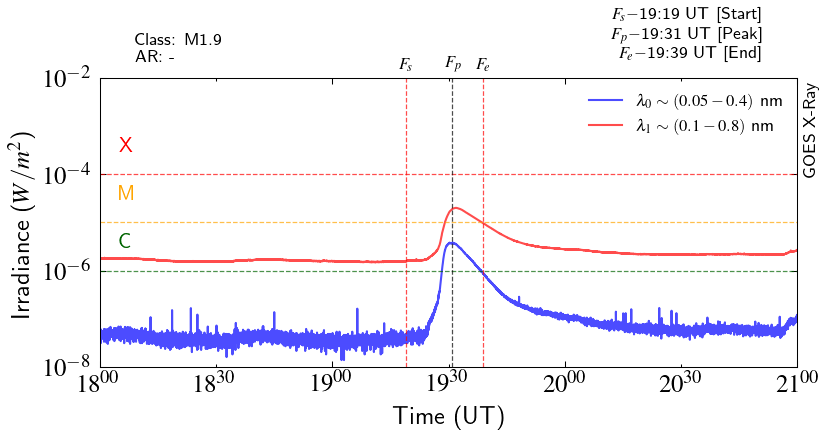 F_s−19:19 UT [Start]
Class: M1.9
F_p−19:31 UT [Peak]
AR: -
F_e−19:39 UT [End]
F_s F_p F_e
10^{−2}
λ_0 ∼ (0.05 − 0.4) nm
λ_1 ∼ (0.1 − 0.8) nm
GOES X-Ray
X
10^{−4}
M
Irradiance (W/m^2)
C
10^{−6}
10^{−8}
18^{00} 18^{30} 19^{00} 19^{30} 20^{00} 20^{30} 21^{00}
Time (UT)